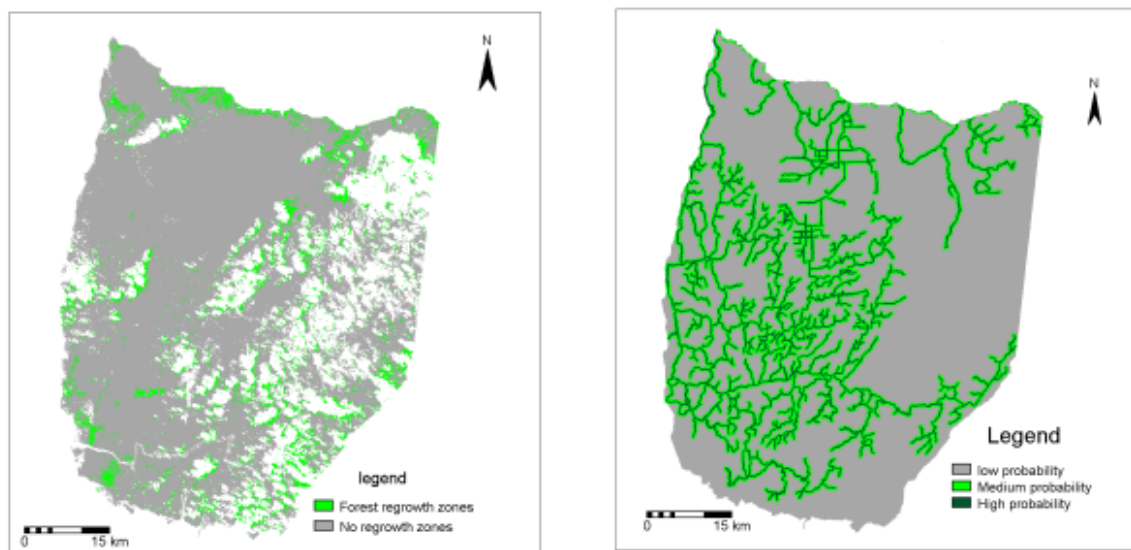 N
legend
Forest regrowth zones
No regrowth zones
0 15 km
N
Legend
low probability
Medium probability
High probability
0 15 km